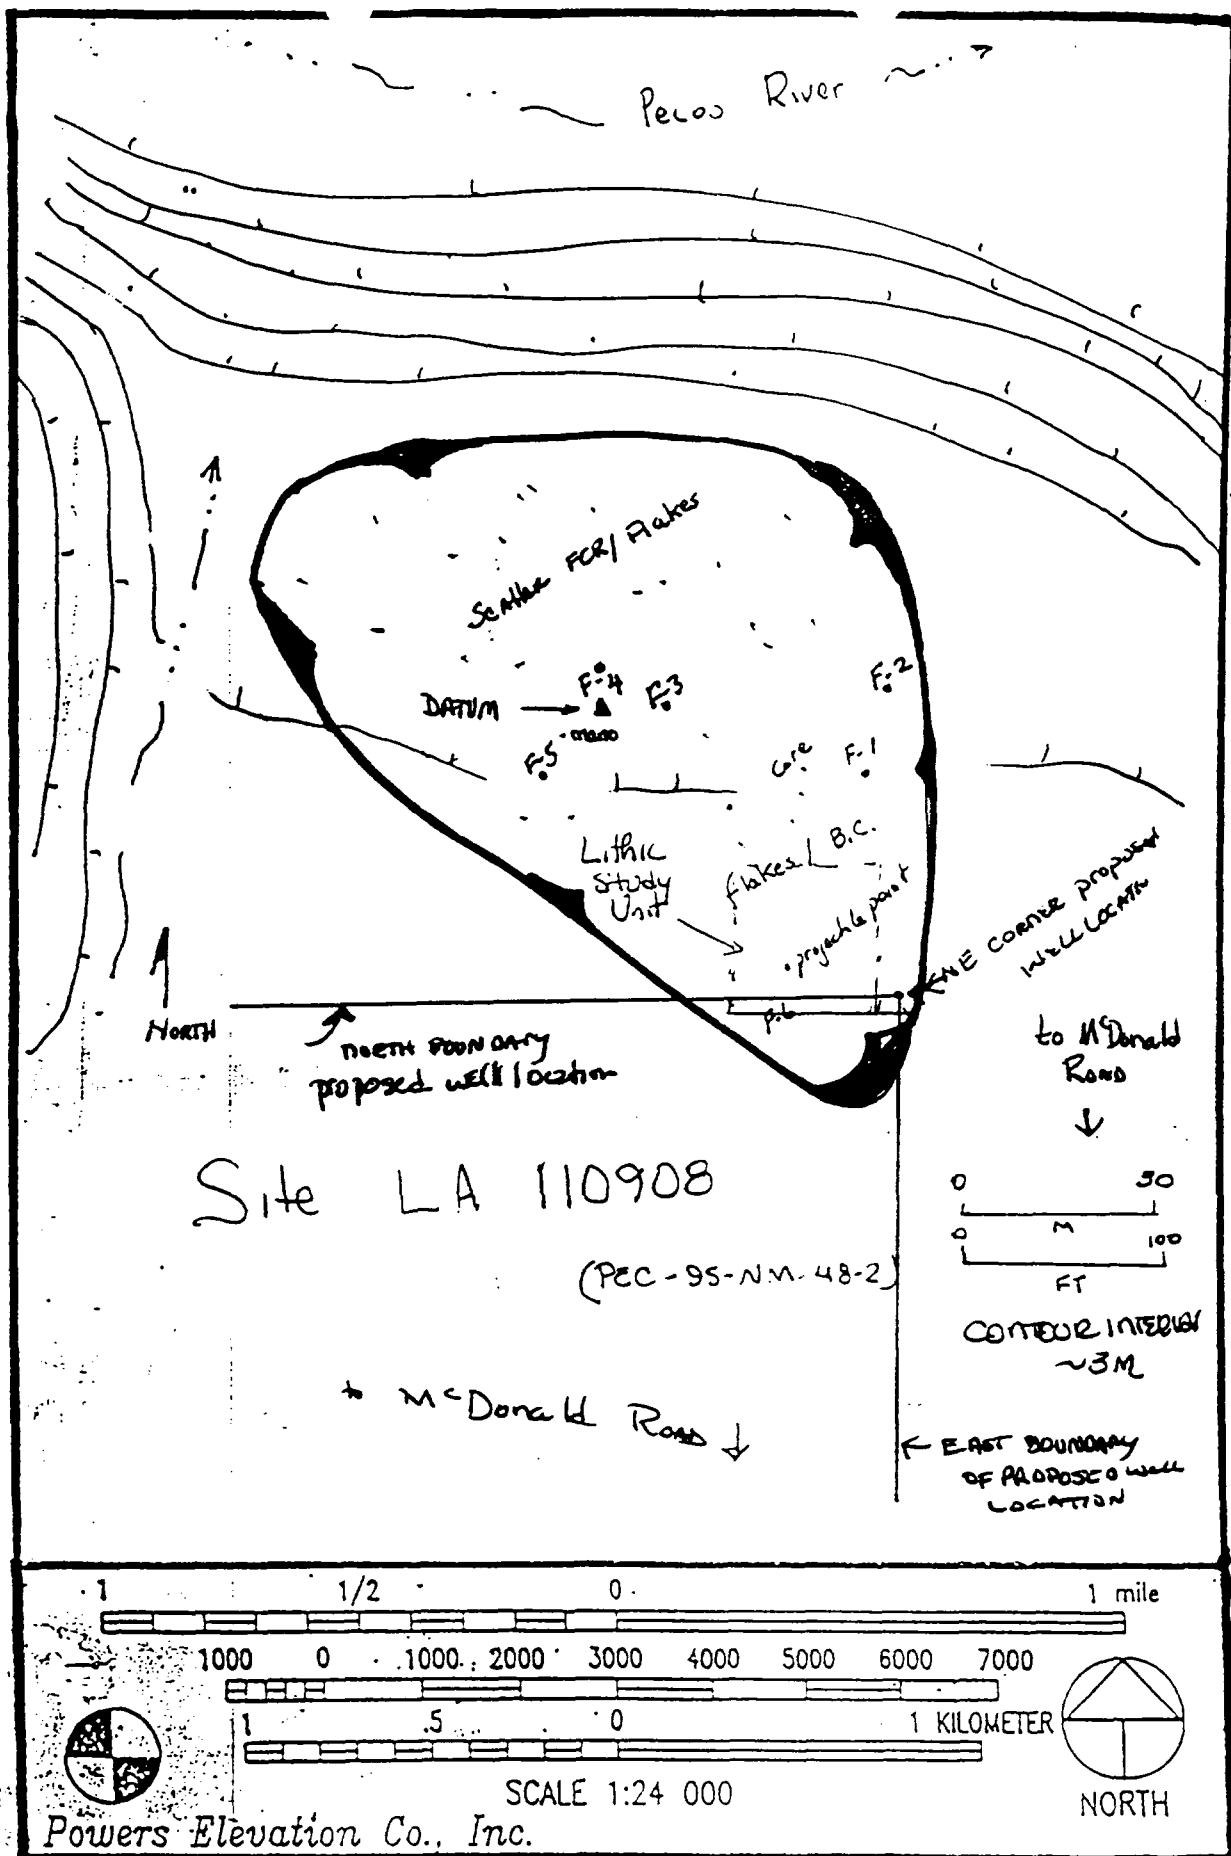 Pecos River
Scatter FCR/ Flakes
F-2
F-4
F-3
DATUM
mano
F-5
Core
F-1
Lithic
Study
Unit
flakes
B.C.
projectile point
NE CORNER proposed
WELL LOCATN
NORTH
NORTH BOUNDARY
proposed well location
to McDonald
ROAD
Site LA 110908
0 30
M
0 100
FT
(PEC-95-N.M.-48-2)
CONTOUR INTERVAL
~3M
to McDonald Road
EAST BOUNDARY
OF PROPOSED well
LOCATION
1 1/2 0 1 mile
1000 0 1000 2000 3000 4000 5000 6000 7000
1 .5 0 1 KILOMETER
SCALE 1:24 000
NORTH
Powers Elevation Co., Inc.